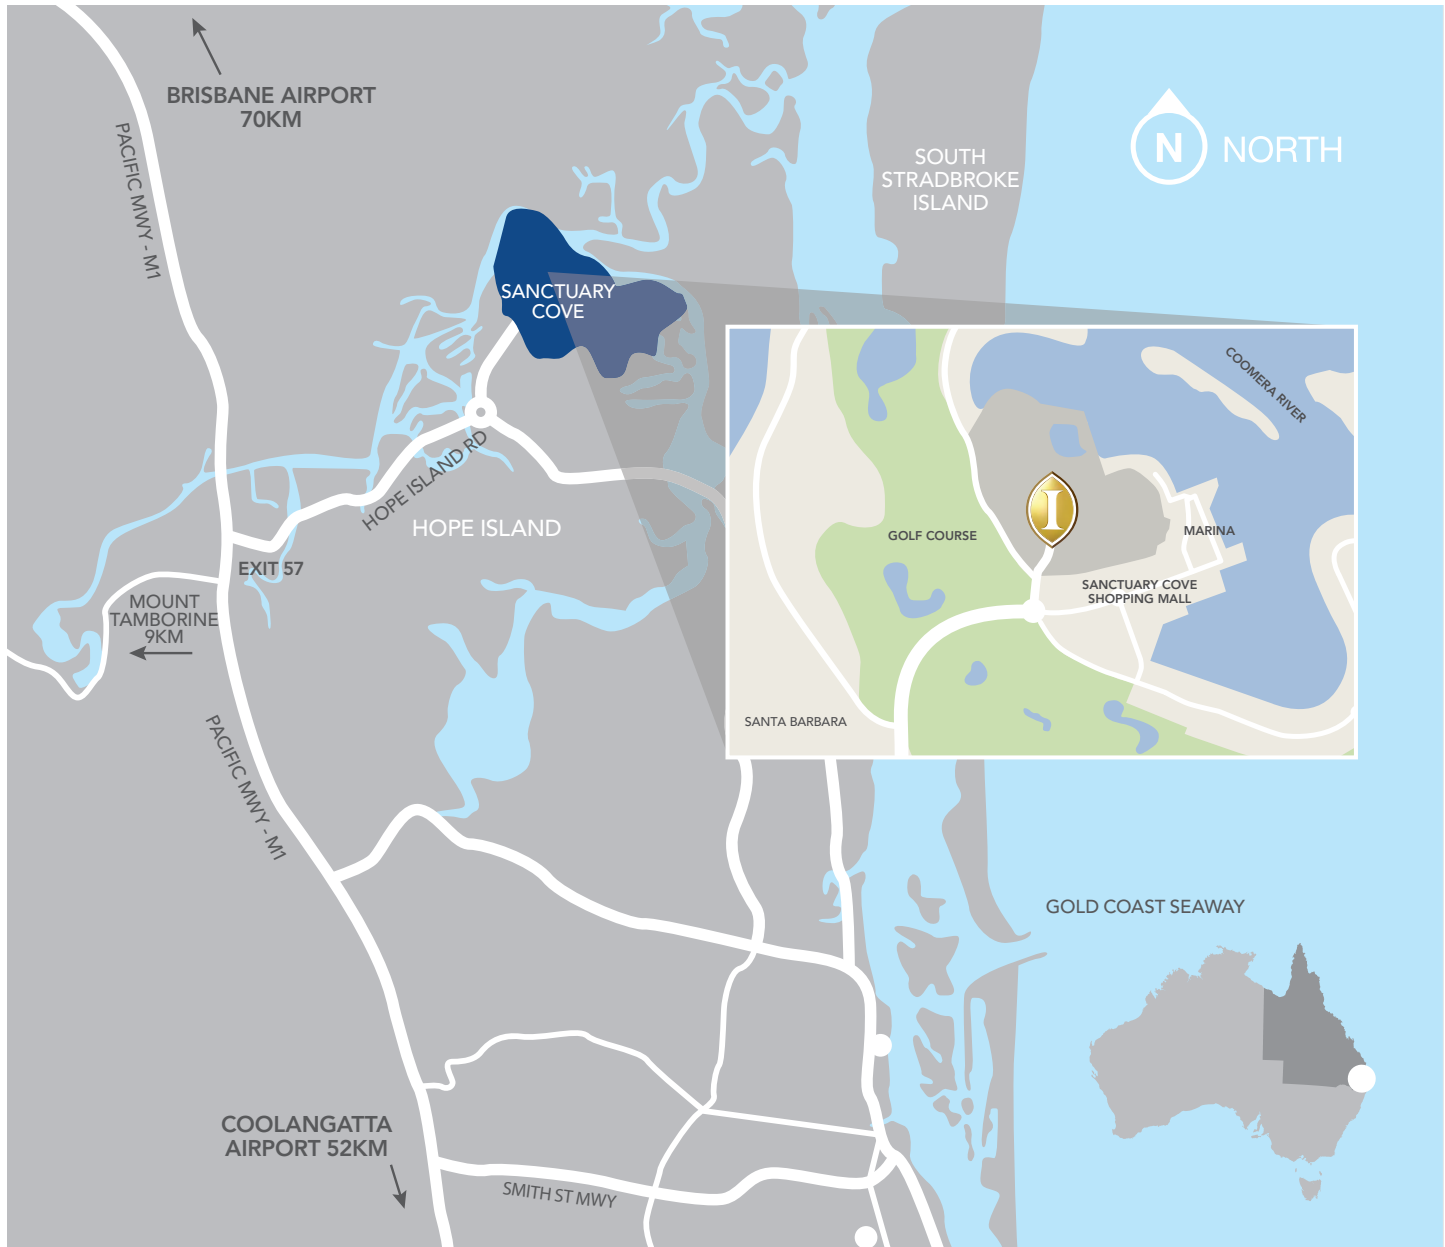 BRISBANE AIRPORT
70KM
PACIFIC MWY - M1
SOUTH
STRADBROKE
ISLAND
N NORTH
SANCTUARY
COVE
COOMERA RIVER
HOPE ISLAND RD
HOPE ISLAND
I
GOLF COURSE
MARINA
SANCTUARY COVE
SHOPPING MALL
SANTA BARBARA
EXIT 57
MOUNT
TAMBORINE
9KM
PACIFIC MWY - M1
GOLD COAST SEAWAY
COOLANGATTA
AIRPORT 52KM
SMITH ST MWY